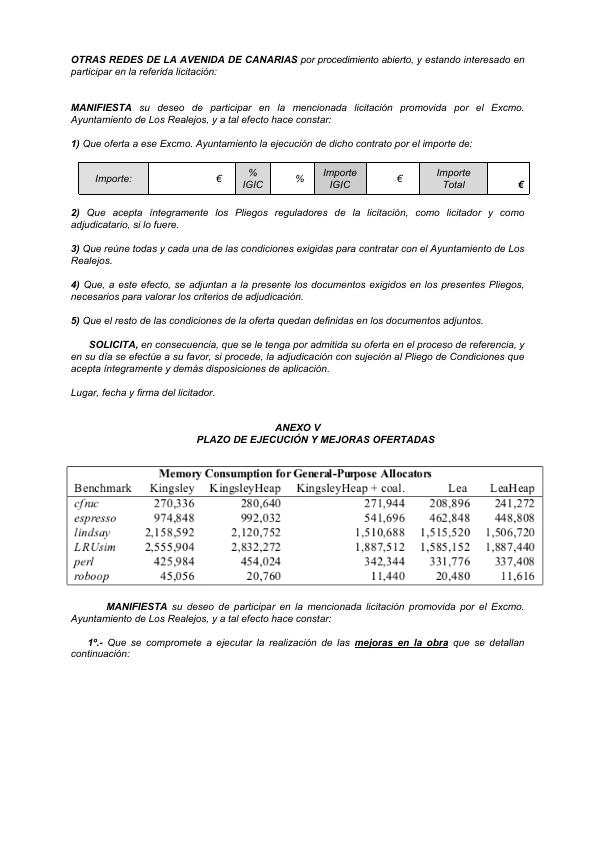 OTRAS REDES DE LA AVENIDA DE CANARIAS por procedimiento abierto, y estando interesado en
participar en la referida licitación:
MANIFIESTA su deseo de participar en la mencionada licitación promovida por el Excmo.
Ayuntamiento de Los Realejos, y a tal efecto hace constar:
1) Que oferta a ese Excmo. Ayuntamiento la ejecución de dicho contrato por el importe de:
Importe: € % IGIC % Importe IGIC € Importe Total €
2) Que acepta íntegramente los Pliegos reguladores de la licitación, como licitador y como
adjudicatario, si lo fuere.
3) Que reúne todas y cada una de las condiciones exigidas para contratar con el Ayuntamiento de Los
Realejos.
4) Que, a este efecto, se adjuntan a la presente los documentos exigidos en los presentes Pliegos,
necesarios para valorar los criterios de adjudicación.
5) Que el resto de las condiciones de la oferta quedan definidas en los documentos adjuntos.
SOLICITA, en consecuencia, que se le tenga por admitida su oferta en el proceso de referencia, y
en su día se efectúe a su favor, si procede, la adjudicación con sujeción al Pliego de Condiciones que
acepta íntegramente y demás disposiciones de aplicación.
Lugar, fecha y firma del licitador.
ANEXO V
PLAZO DE EJECUCIÓN Y MEJORAS OFERTADAS
Memory Consumption for General-Purpose Allocators
Benchmark Kingsley KingsleyHeap KingsleyHeap + coal. Lea LeaHeap
cfrac 270,336 280,640 271,944 208,896 241,272
espresso 974,848 992,032 541,696 462,848 448,808
lindsay 2,158,592 2,120,752 1,510,688 1,515,520 1,506,720
LRUsim 2,555,904 2,832,272 1,887,512 1,585,152 1,887,440
perl 425,984 454,024 342,344 331,776 337,408
roboop 45,056 20,760 11,440 20,480 11,616
MANIFIESTA su deseo de participar en la mencionada licitación promovida por el Excmo.
Ayuntamiento de Los Realejos, y a tal efecto hace constar:
1º.- Que se compromete a ejecutar la realización de las mejoras en la obra que se detallan
continuación: